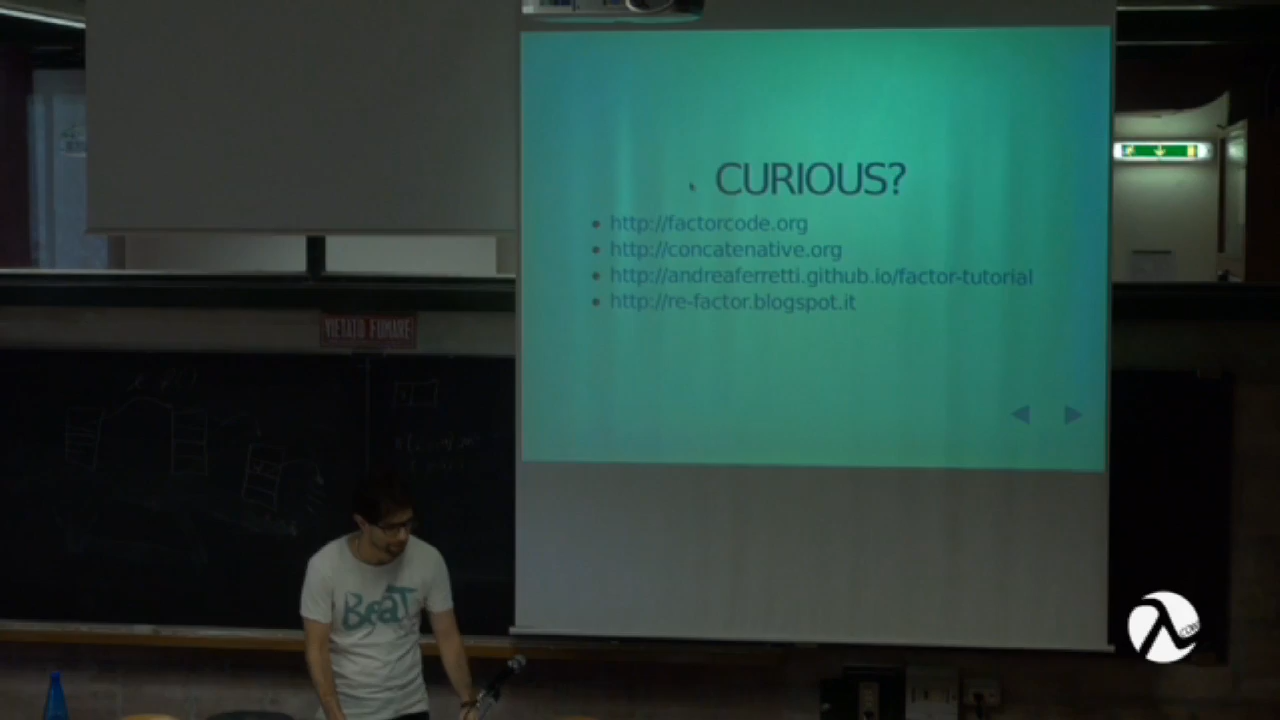 CURIOUS?
http://factorcode.org
http://concatenative.org
http://andreaferretti.github.io/factor-tutorial
http://re-factor.blogspot.it
VIETATO FUMARE
BeaT
λ
CON